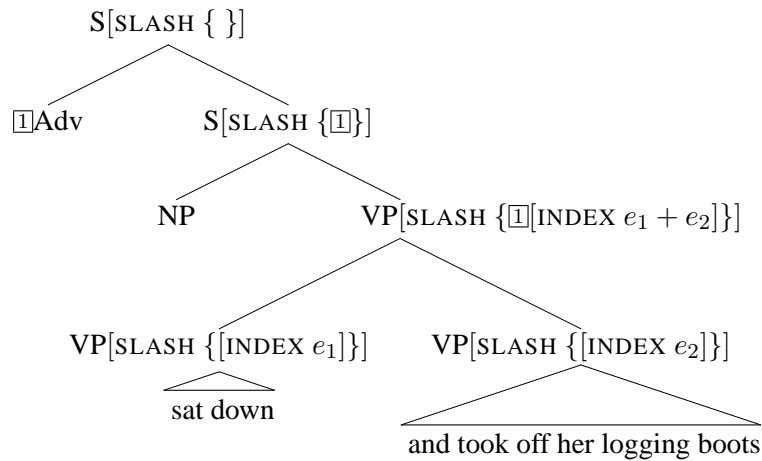 S[SLASH { }]
1Adv S[SLASH {1}]
NP VP[SLASH {1[INDEX e₁ + e₂]}]
VP[SLASH {[INDEX e₁]}] VP[SLASH {[INDEX e₂]}]
sat down
and took off her logging boots